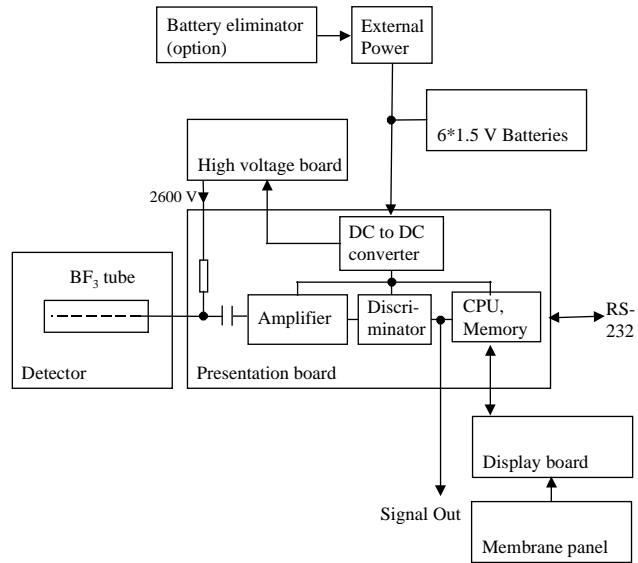 Battery eliminator
(option)
External
Power
6*1.5 V Batteries
High voltage board
2600 V
DC to DC
converter
BF₃ tube
Amplifier
Discri-
minator
CPU,
Memory
RS-
232
Detector
Presentation board
Display board
Signal Out
Membrane panel